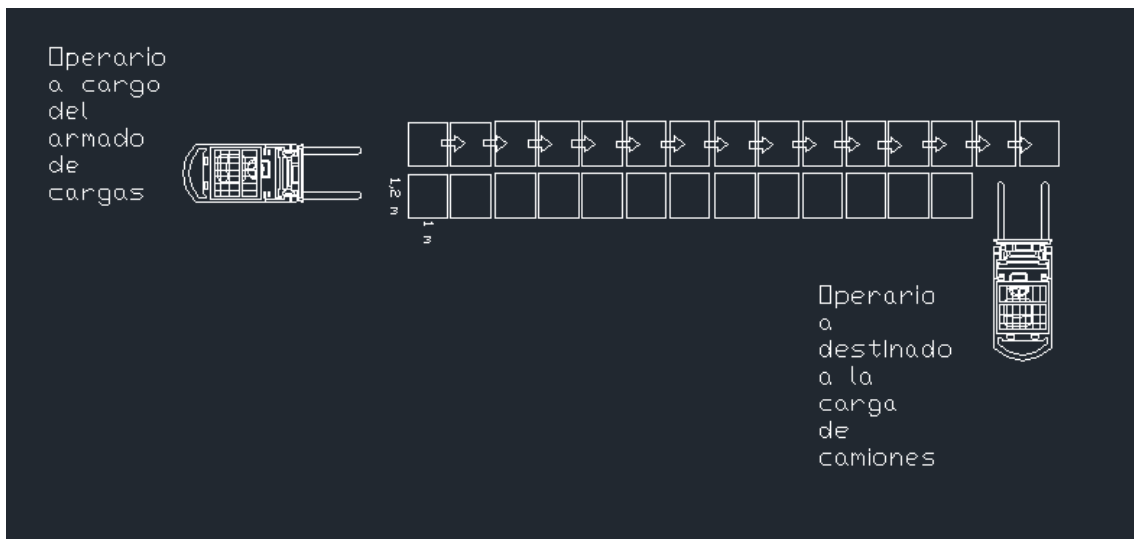 Operario
a cargo
del
armado
de
cargas
1,2 m
1 m
Operario
a
destinado
a la
carga
de
camiones